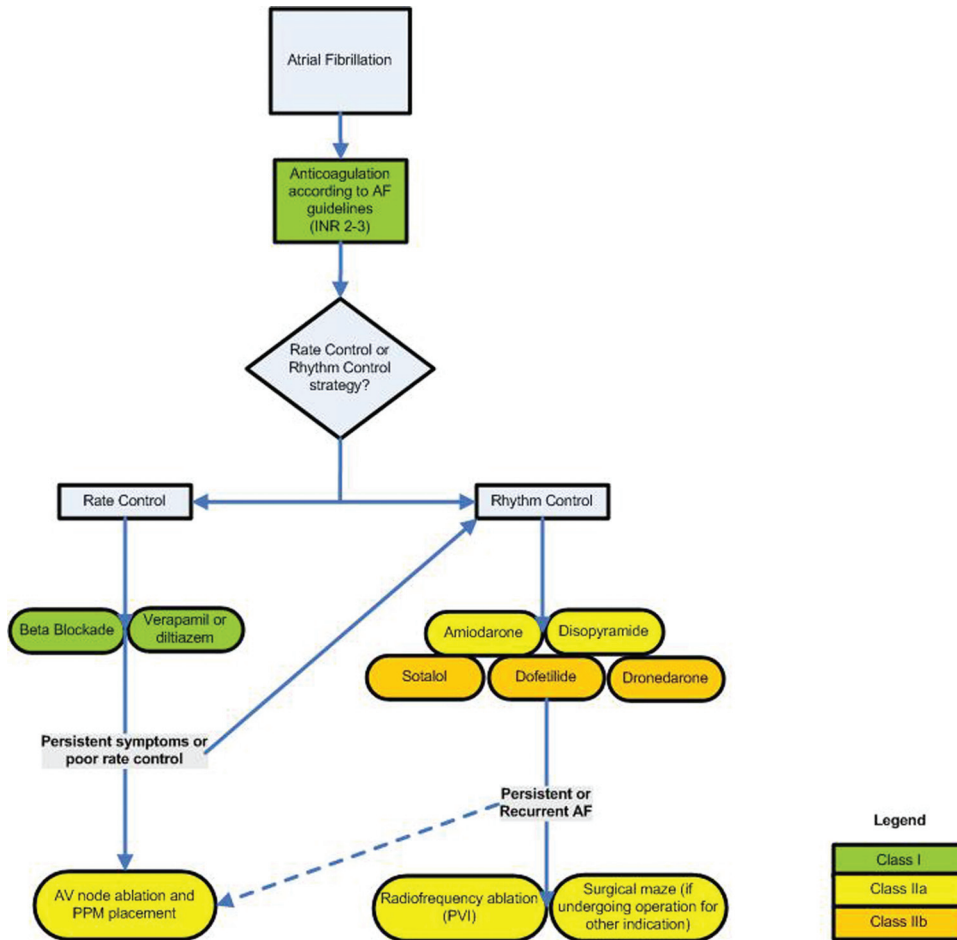 Atrial Fibrillation
Anticoagulation
according to AF
guidelines
(INR 2-3)
Rate Control or
Rhythm Control
strategy?
Rate Control
Rhythm Control
Beta Blockade
Verapamil or
diltiazem
Amiodarone
Disopyramide
Sotalol
Dofetilide
Dronedarone
Persistent symptoms or
poor rate control
Persistent or
Recurrent AF
AV node ablation and
PPM placement
Radiofrequency ablation
(PVI)
Surgical maze (if
undergoing operation for
other indication)
Legend
Class I
Class IIa
Class IIb